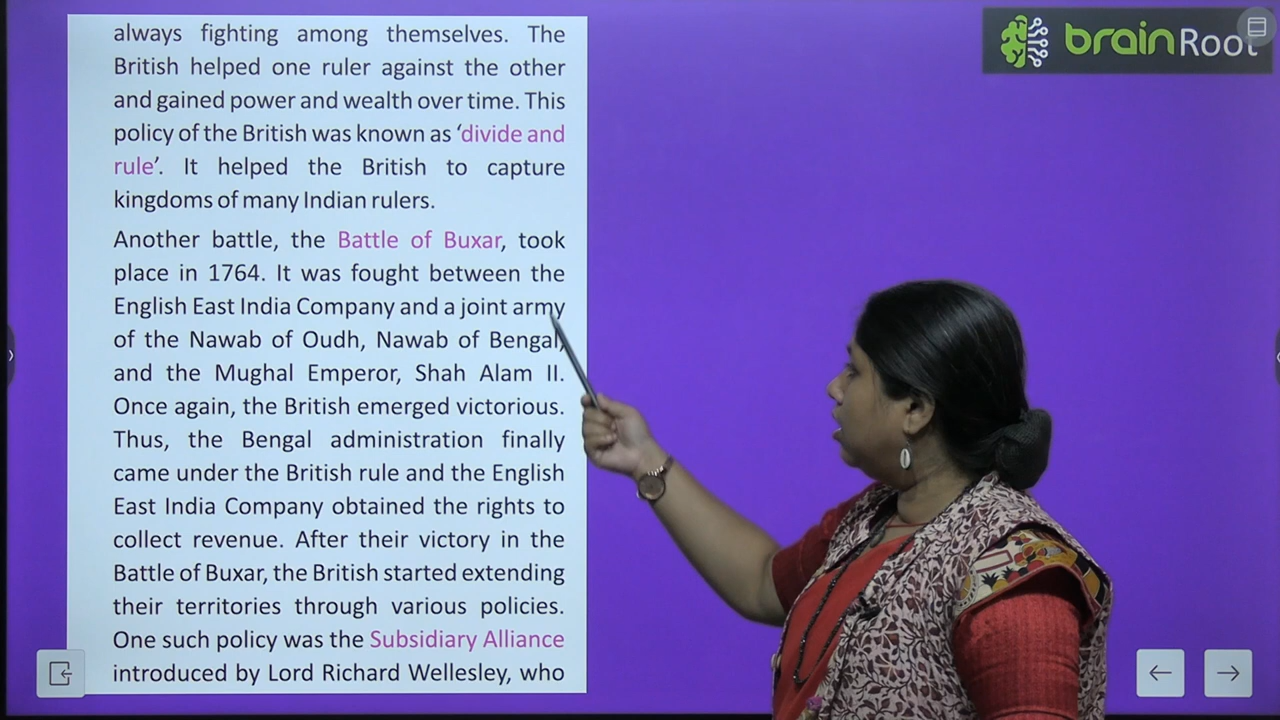 always fighting among themselves. The
British helped one ruler against the other
and gained power and wealth over time. This
policy of the British was known as ‘divide and
rule’. It helped the British to capture
kingdoms of many Indian rulers.
Another battle, the Battle of Buxar, took
place in 1764. It was fought between the
English East India Company and a joint army
of the Nawab of Oudh, Nawab of Bengal,
and the Mughal Emperor, Shah Alam II.
Once again, the British emerged victorious.
Thus, the Bengal administration finally
came under the British rule and the English
East India Company obtained the rights to
collect revenue. After their victory in the
Battle of Buxar, the British started extending
their territories through various policies.
One such policy was the Subsidiary Alliance
introduced by Lord Richard Wellesley, who
brainRoot